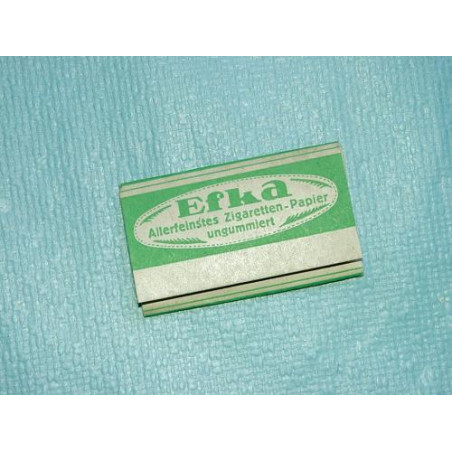 Efka
Allerfeinstes Zigaretten-Papier
ungummiert